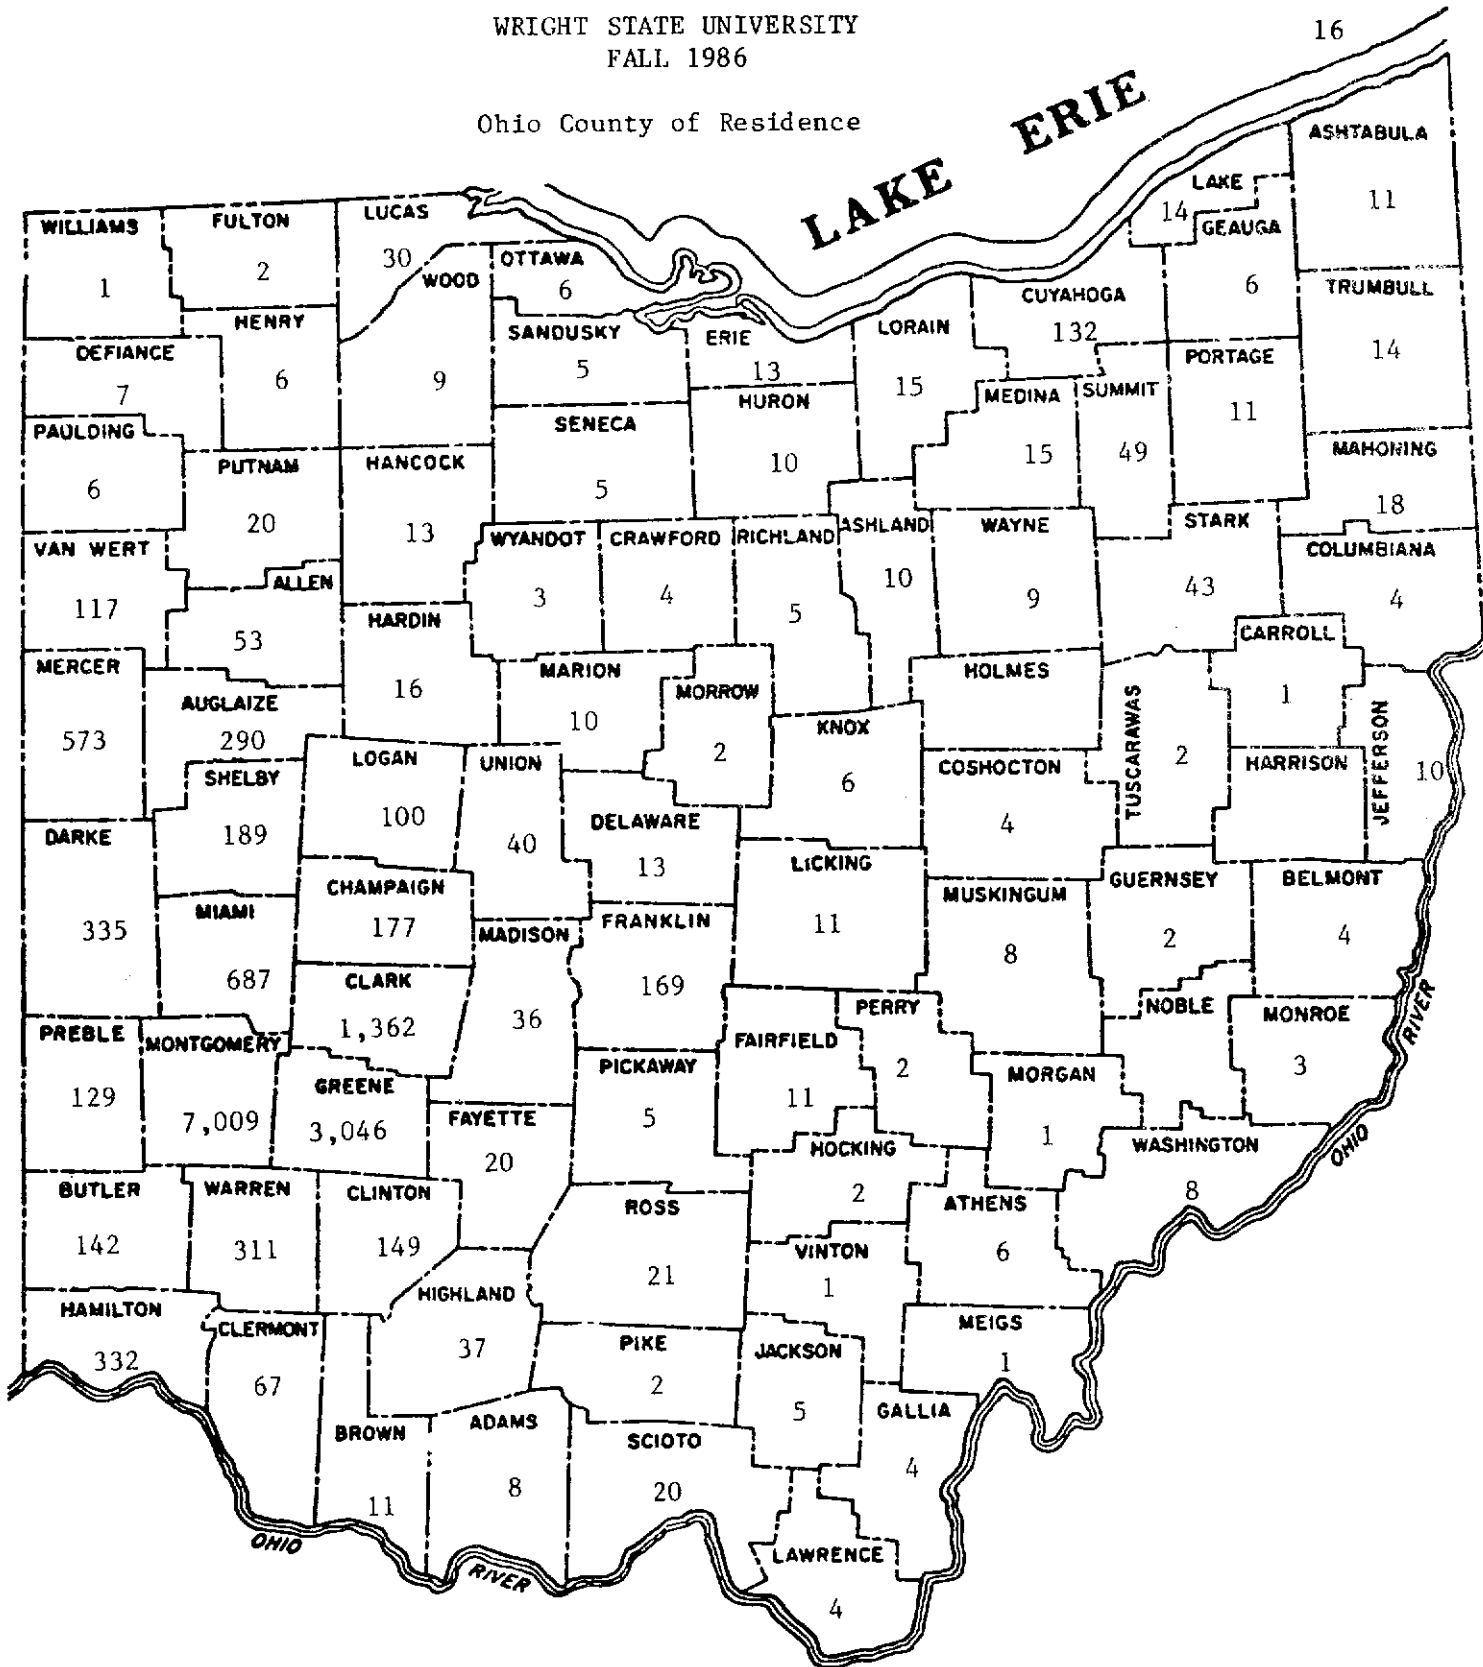 WRIGHT STATE UNIVERSITY
FALL 1986
16
Ohio County of Residence
LAKE ERIE
WILLIAMS
1
FULTON
2
LUCAS
30
WOOD
9
OTTAWA
6
HENRY
6
DEFIANCE
7
SANDUSKY
5
ERIE
13
LORAIN
15
CUYAHOGA
132
LAKE
14
GEAUGA
6
ASHTABULA
11
TRUMBULL
14
PAULDING
6
PUTNAM
20
HANCOCK
13
SENECA
5
HURON
10
MEDINA
15
SUMMIT
49
PORTAGE
11
MAHONING
18
VAN WERT
117
ALLEN
53
HARDIN
16
WYANDOT
3
CRAWFORD
4
RICHLAND
5
ASHLAND
10
WAYNE
9
STARK
43
COLUMBIANA
4
CARROLL
1
MERCER
573
AUGLAIZE
290
MARION
10
MORROW
2
KNOX
6
HOLMES
TUSCARAWAS
2
HARRISON
JEFFERSON
10
SHELBY
189
LOGAN
100
UNION
40
DELAWARE
13
COSHOCTON
4
DARKE
335
MIAMI
687
CHAMPAIGN
177
MADISON
36
FRANKLIN
169
LICKING
11
MUSKINGUM
8
GUERNSEY
2
BELMONT
4
CLARK
1,362
PREBLE
129
MONTGOMERY
7,009
GREENE
3,046
FAYETTE
20
PICKAWAY
5
FAIRFIELD
11
PERRY
2
MORGAN
1
NOBLE
MONROE
3
BUTLER
142
WARREN
311
CLINTON
149
ROSS
21
HOCKING
2
ATHENS
6
WASHINGTON
8
OHIO RIVER
HAMILTON
332
CLERMONT
67
HIGHLAND
37
PIKE
2
VINTON
1
JACKSON
5
MEIGS
1
GALLIA
4
BROWN
11
ADAMS
8
SCIOTO
20
LAWRENCE
4
OHIO RIVER